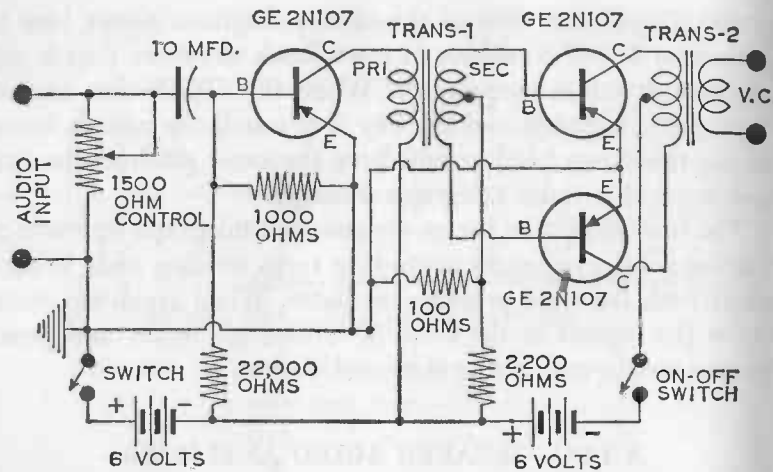 GE 2N107
TRANS-1
GE 2N107
TRANS-2
10 MFD.
C
PRI
SEC
C
V.C.
B
B
E
E
AUDIO
INPUT
1500
OHM
CONTROL
1000
OHMS
E
B
C
100
OHMS
GE 2N107
SWITCH
22,000
OHMS
2,200
OHMS
ON-OFF
SWITCH
+
6 VOLTS
+ -
6 VOLTS